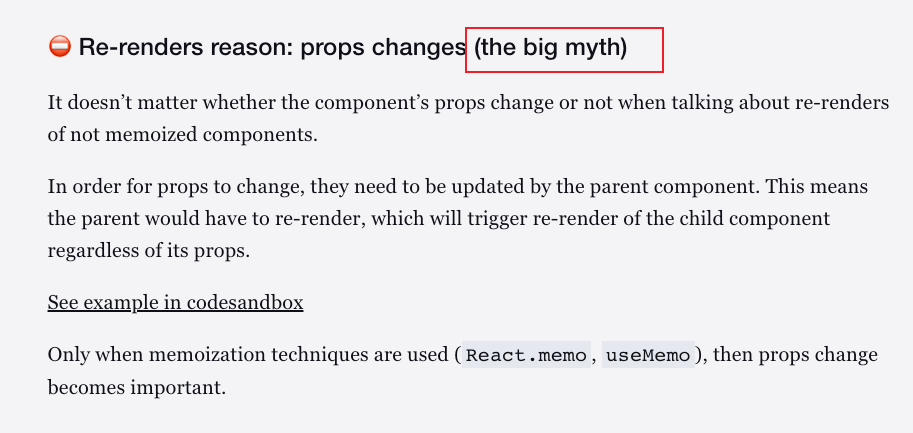 ⛔ Re-renders reason: props changes (the big myth)
It doesn’t matter whether the component’s props change or not when talking about re-renders
of not memoized components.
In order for props to change, they need to be updated by the parent component. This means
the parent would have to re-render, which will trigger re-render of the child component
regardless of its props.
See example in codesandbox
Only when memoization techniques are used (React.memo, useMemo), then props change
becomes important.